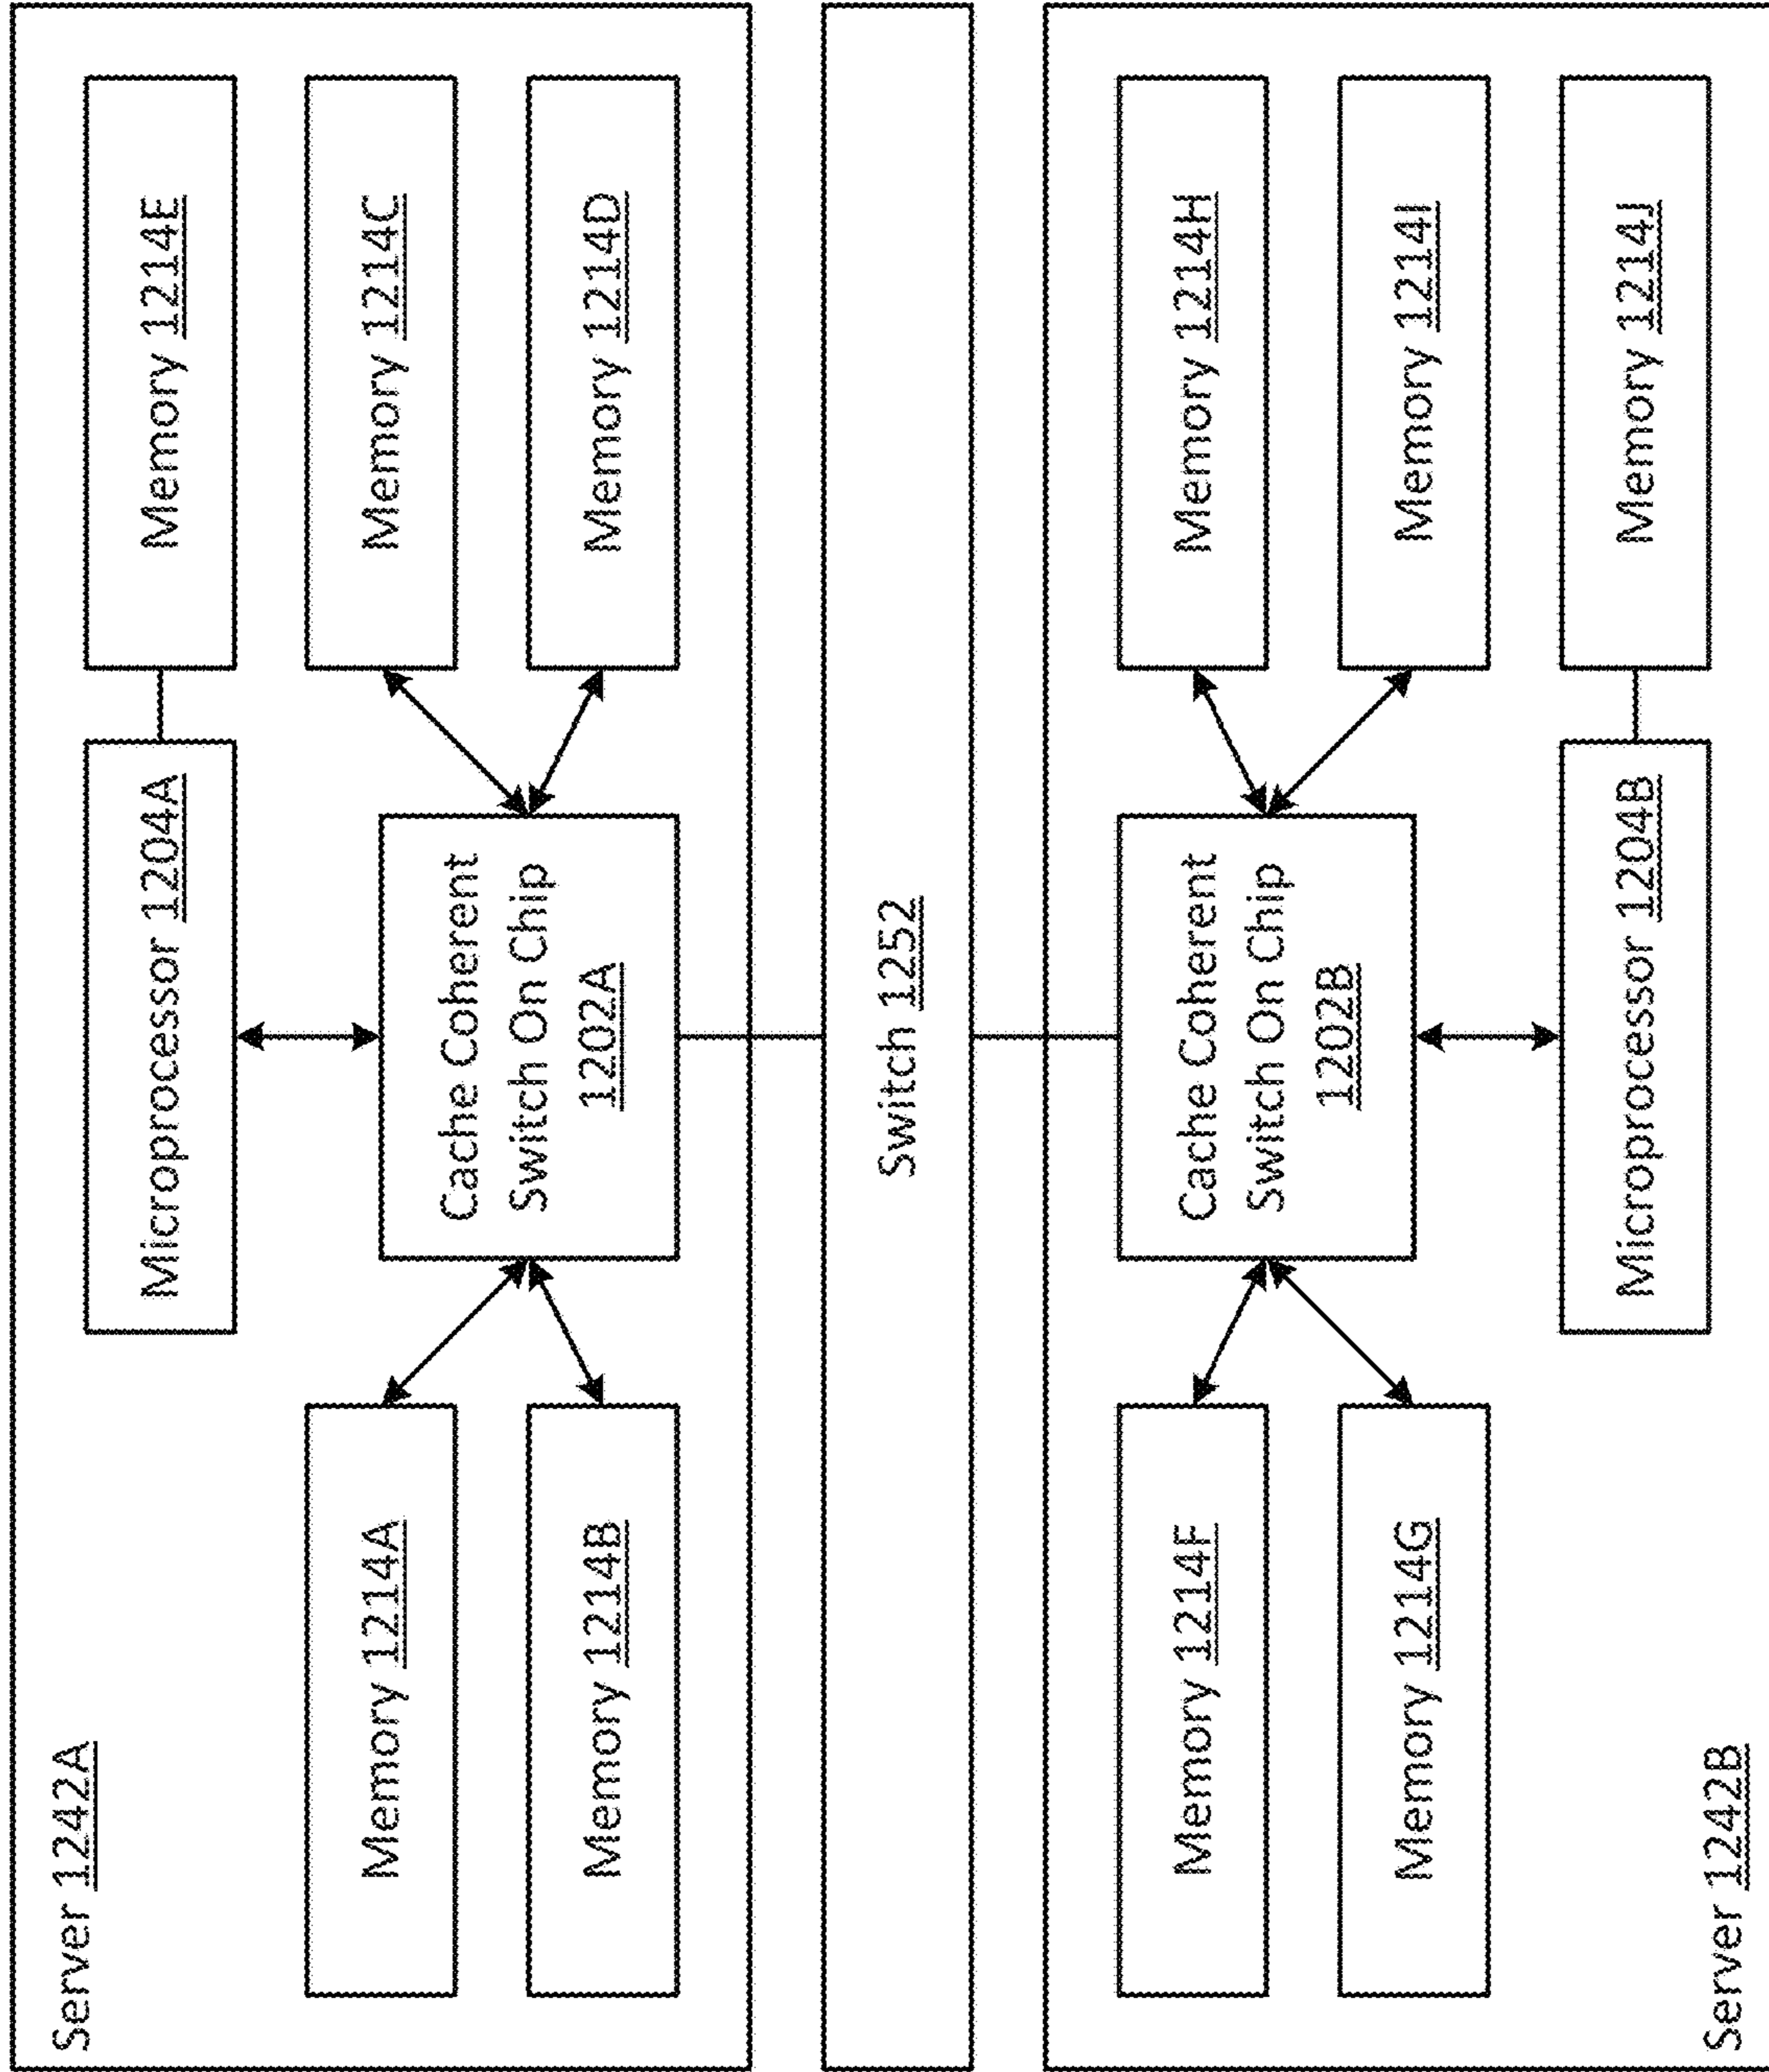 Server 1242A
Microprocessor 1204A
Memory 1214E
Memory 1214A
Memory 1214B
Cache Coherent
Switch On Chip
1202A
Memory 1214C
Memory 1214D
Switch 1252
Memory 1214F
Memory 1214G
Cache Coherent
Switch On Chip
1202B
Memory 1214H
Memory 1214I
Microprocessor 1204B
Memory 1214J
Server 1242B